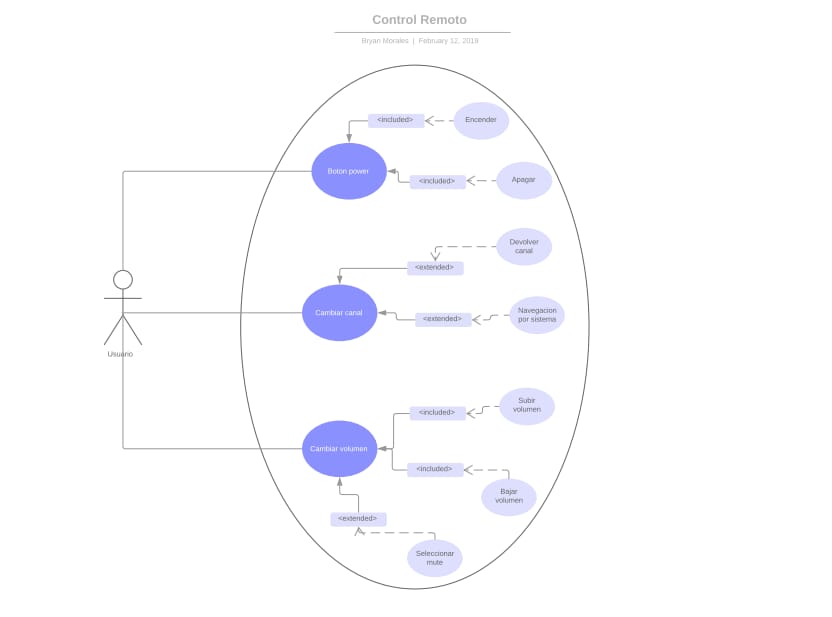 Control Remoto
Bryan Morales | February 12, 2019
<included>
Encender
Boton power
<included>
Apagar
Devolver
canal
<extended>
Cambiar canal
<extended>
Navegacion
por sistema
Usuario
Subir
volumen
<included>
Cambiar volumen
<included>
Bajar
volumen
<extended>
Seleccionar
mute